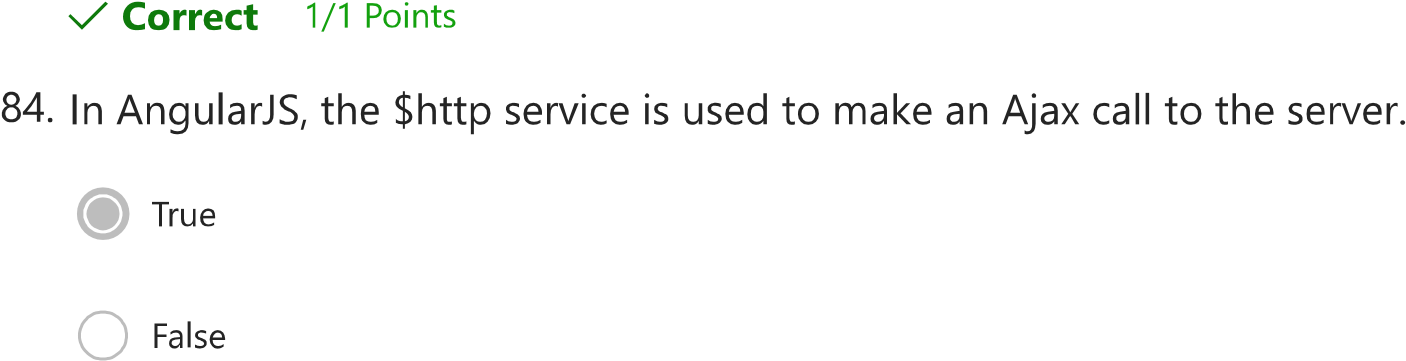 Correct 1/1 Points
84. In AngularJS, the $http service is used to make an Ajax call to the server.
True
False